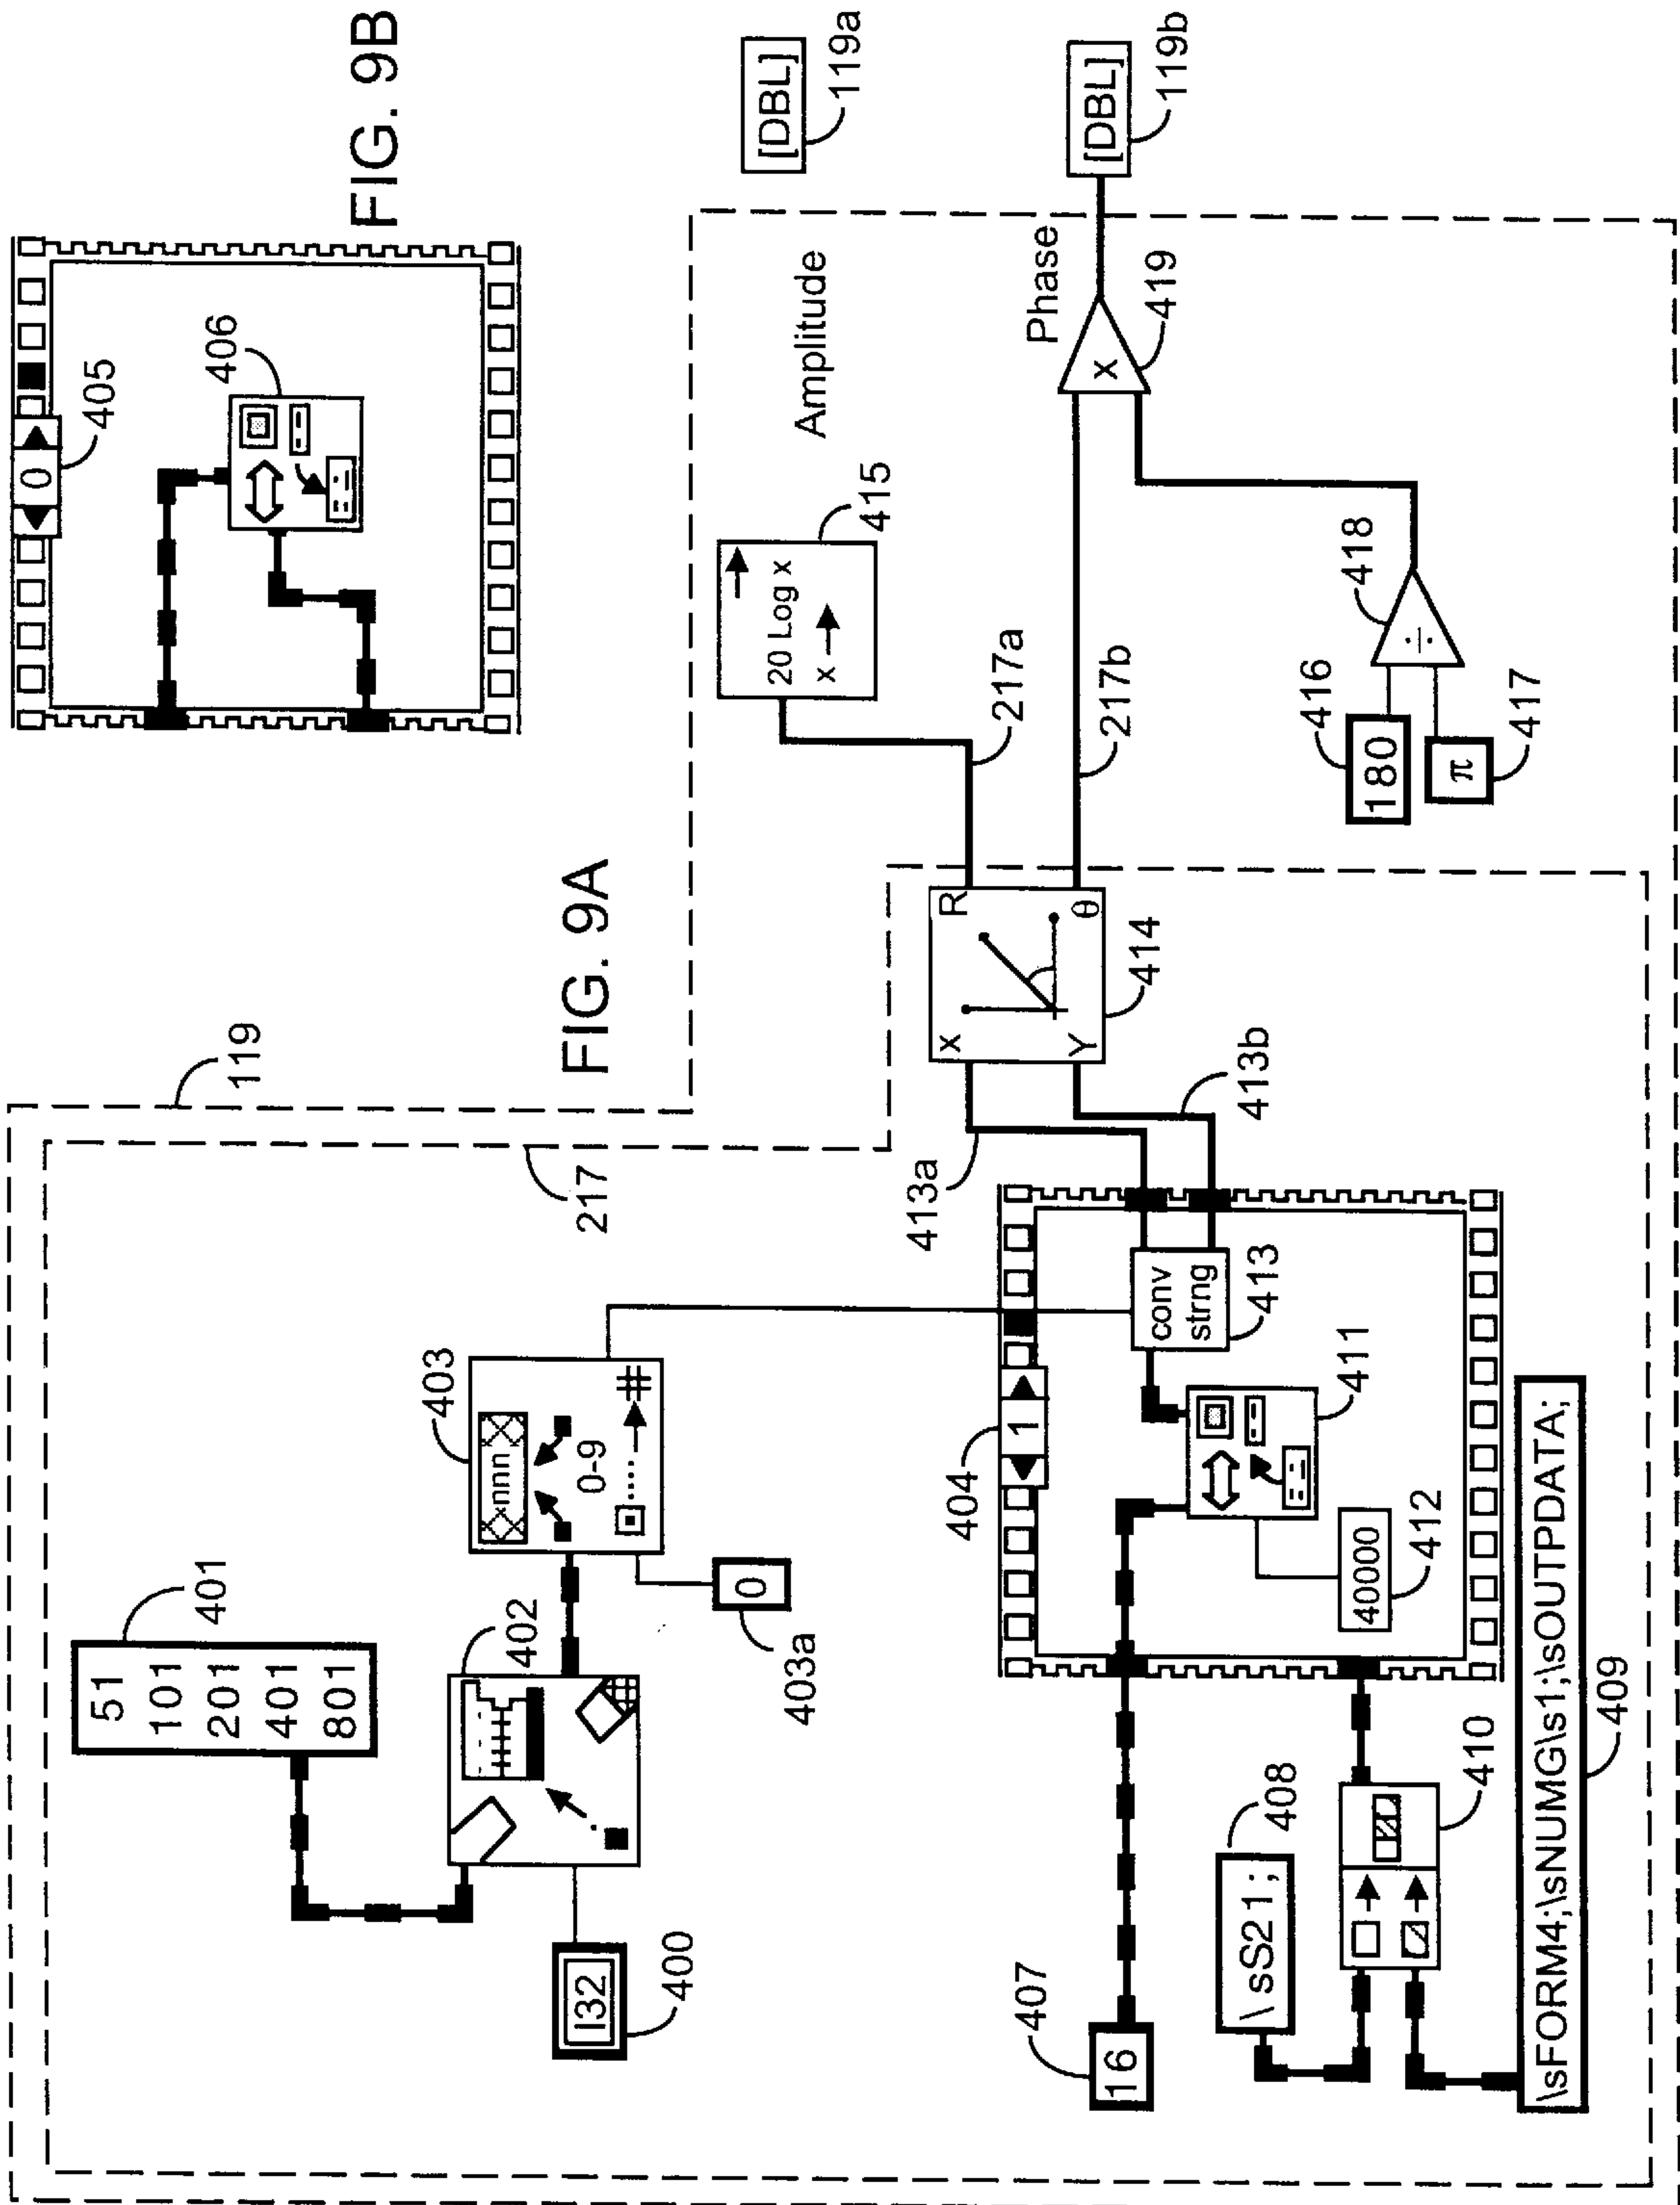 FIG. 9A
FIG. 9B
119
217
51
101
201
401
801
401
402
I32
400
403
xnnn
0-9
#
0
403a
404
1
conv
strng
413
411
40000
412
16
407
\sS21;
408
410
\sFORM4;\sNUMG\s1;\sOUTPDATA;
409
413a
413b
X
Y
R
θ
414
217a
217b
20 Log x
x
415
Amplitude
[DBL]
119a
Phase
X
419
[DBL]
119b
180
416
π
417
÷
418
0
405
406